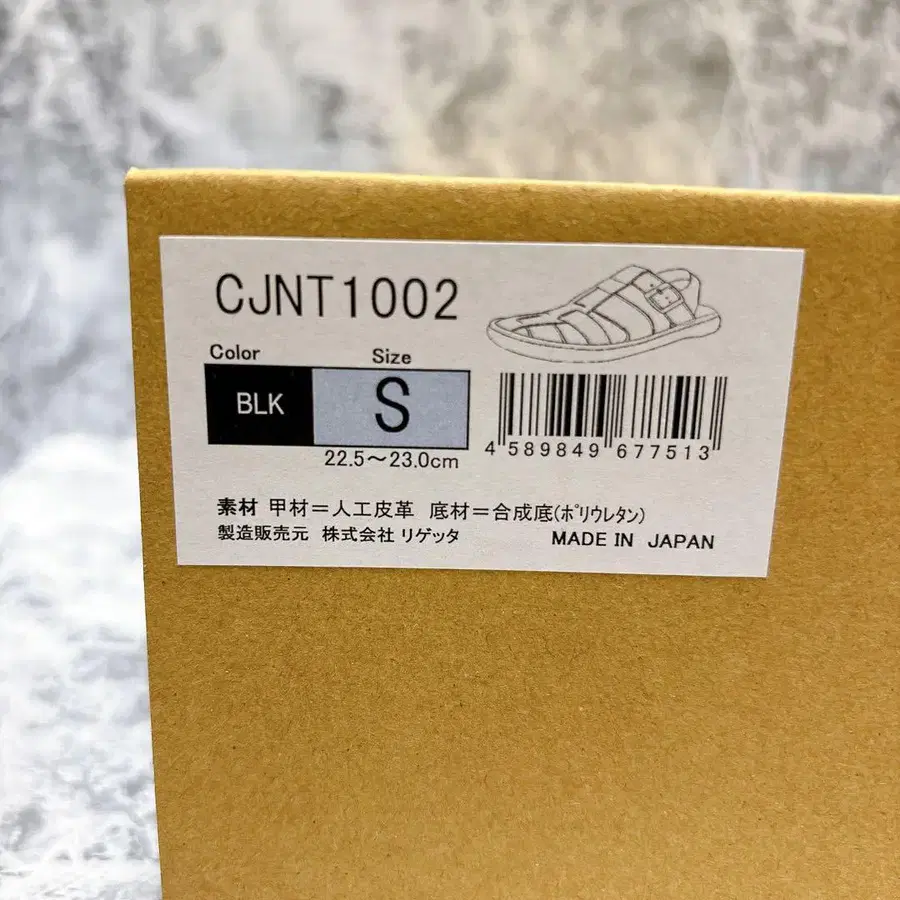 CJNT1002
Color Size
BLK S
22.5～23.0cm
4 589849 677513
素材 甲材＝人工皮革 底材＝合成底(ﾎﾟﾘウレタン)
製造販売元 株式会社 リゲッタ MADE IN JAPAN